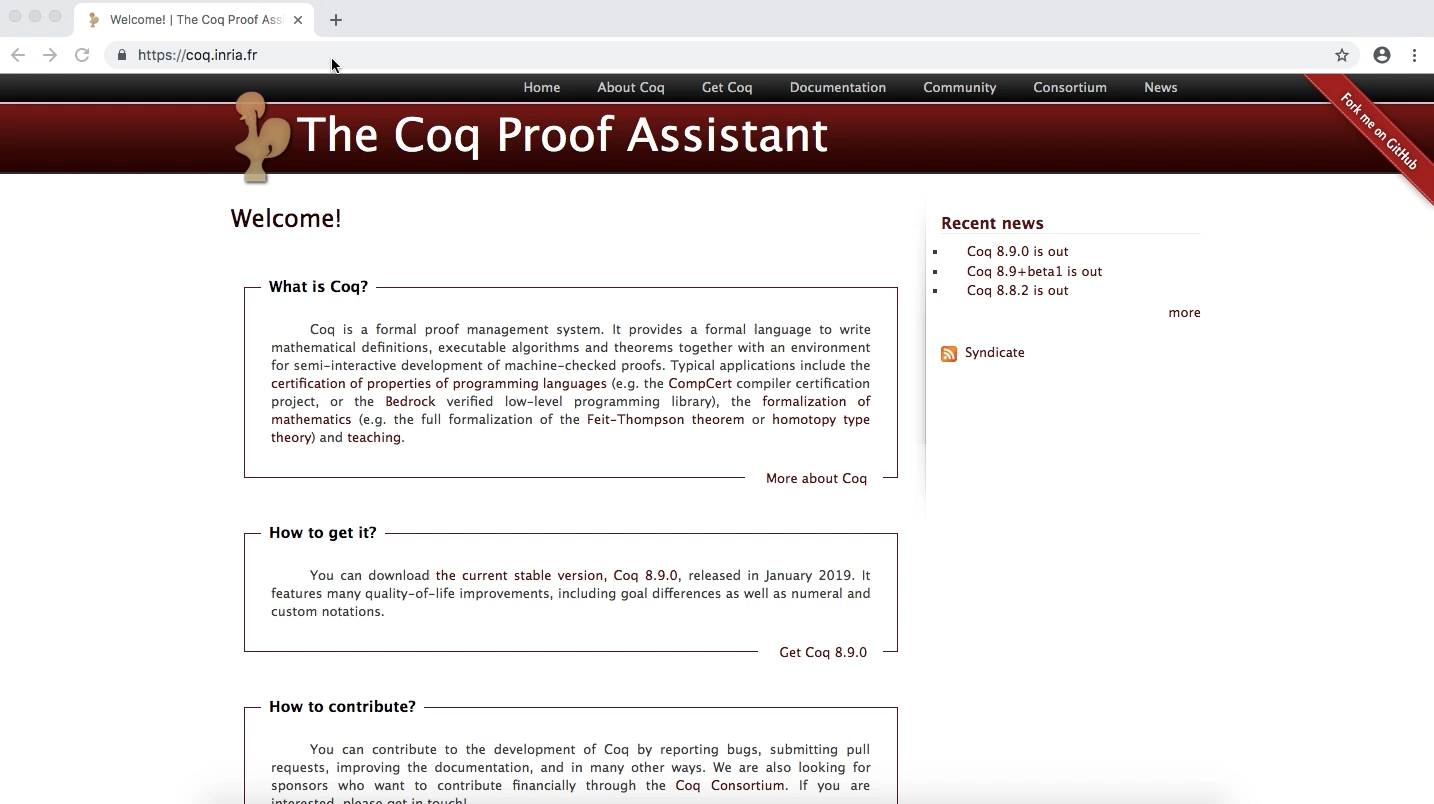 Welcome! | The Coq Proof Assi
https://coq.inria.fr
Home About Coq Get Coq Documentation Community Consortium News
Fork me on GitHub
The Coq Proof Assistant
Welcome!
What is Coq?
Coq is a formal proof management system. It provides a formal language to write
mathematical definitions, executable algorithms and theorems together with an environment
for semi-interactive development of machine-checked proofs. Typical applications include the
certification of properties of programming languages (e.g. the CompCert compiler certification
project, or the Bedrock verified low-level programming library), the formalization of
mathematics (e.g. the full formalization of the Feit-Thompson theorem or homotopy type
theory) and teaching.
More about Coq
How to get it?
You can download the current stable version, Coq 8.9.0, released in January 2019. It
features many quality-of-life improvements, including goal differences as well as numeral and
custom notations.
Get Coq 8.9.0
How to contribute?
You can contribute to the development of Coq by reporting bugs, submitting pull
requests, improving the documentation, and in many other ways. We are also looking for
sponsors who want to contribute financially through the Coq Consortium. If you are
interested, please get in touch!
Recent news
Coq 8.9.0 is out
Coq 8.9+beta1 is out
Coq 8.8.2 is out
more
Syndicate